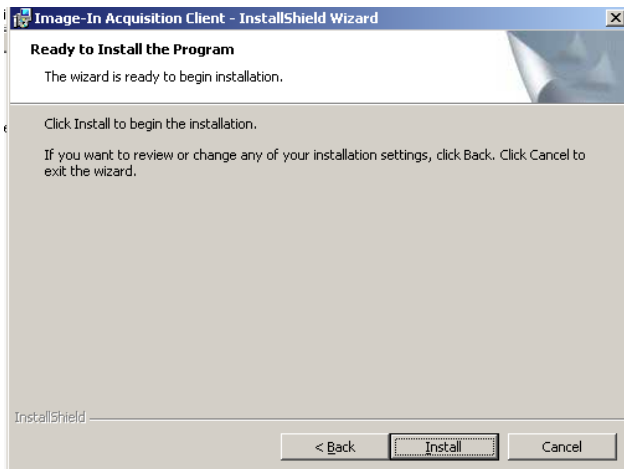 Image-In Acquisition Client - InstallShield Wizard
Ready to Install the Program
The wizard is ready to begin installation.
Click Install to begin the installation.
If you want to review or change any of your installation settings, click Back. Click Cancel to
exit the wizard.
InstallShield
< Back
Install
Cancel